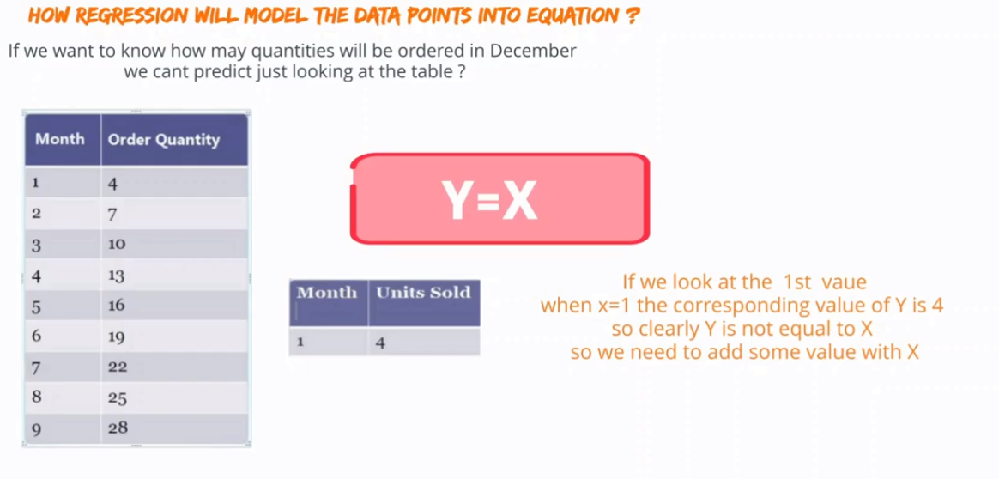 HOW REGRESSION WILL MODEL THE DATA POINTS INTO EQUATION ?
If we want to know how may quantities will be ordered in December
we cant predict just looking at the table ?
Month Order Quantity
1 4
2 7
3 10
4 13
5 16
6 19
7 22
8 25
9 28
Y=X
Month Units Sold
1 4
If we look at the 1st vaue
when x=1 the corresponding value of Y is 4
so clearly Y is not equal to X
so we need to add some value with X